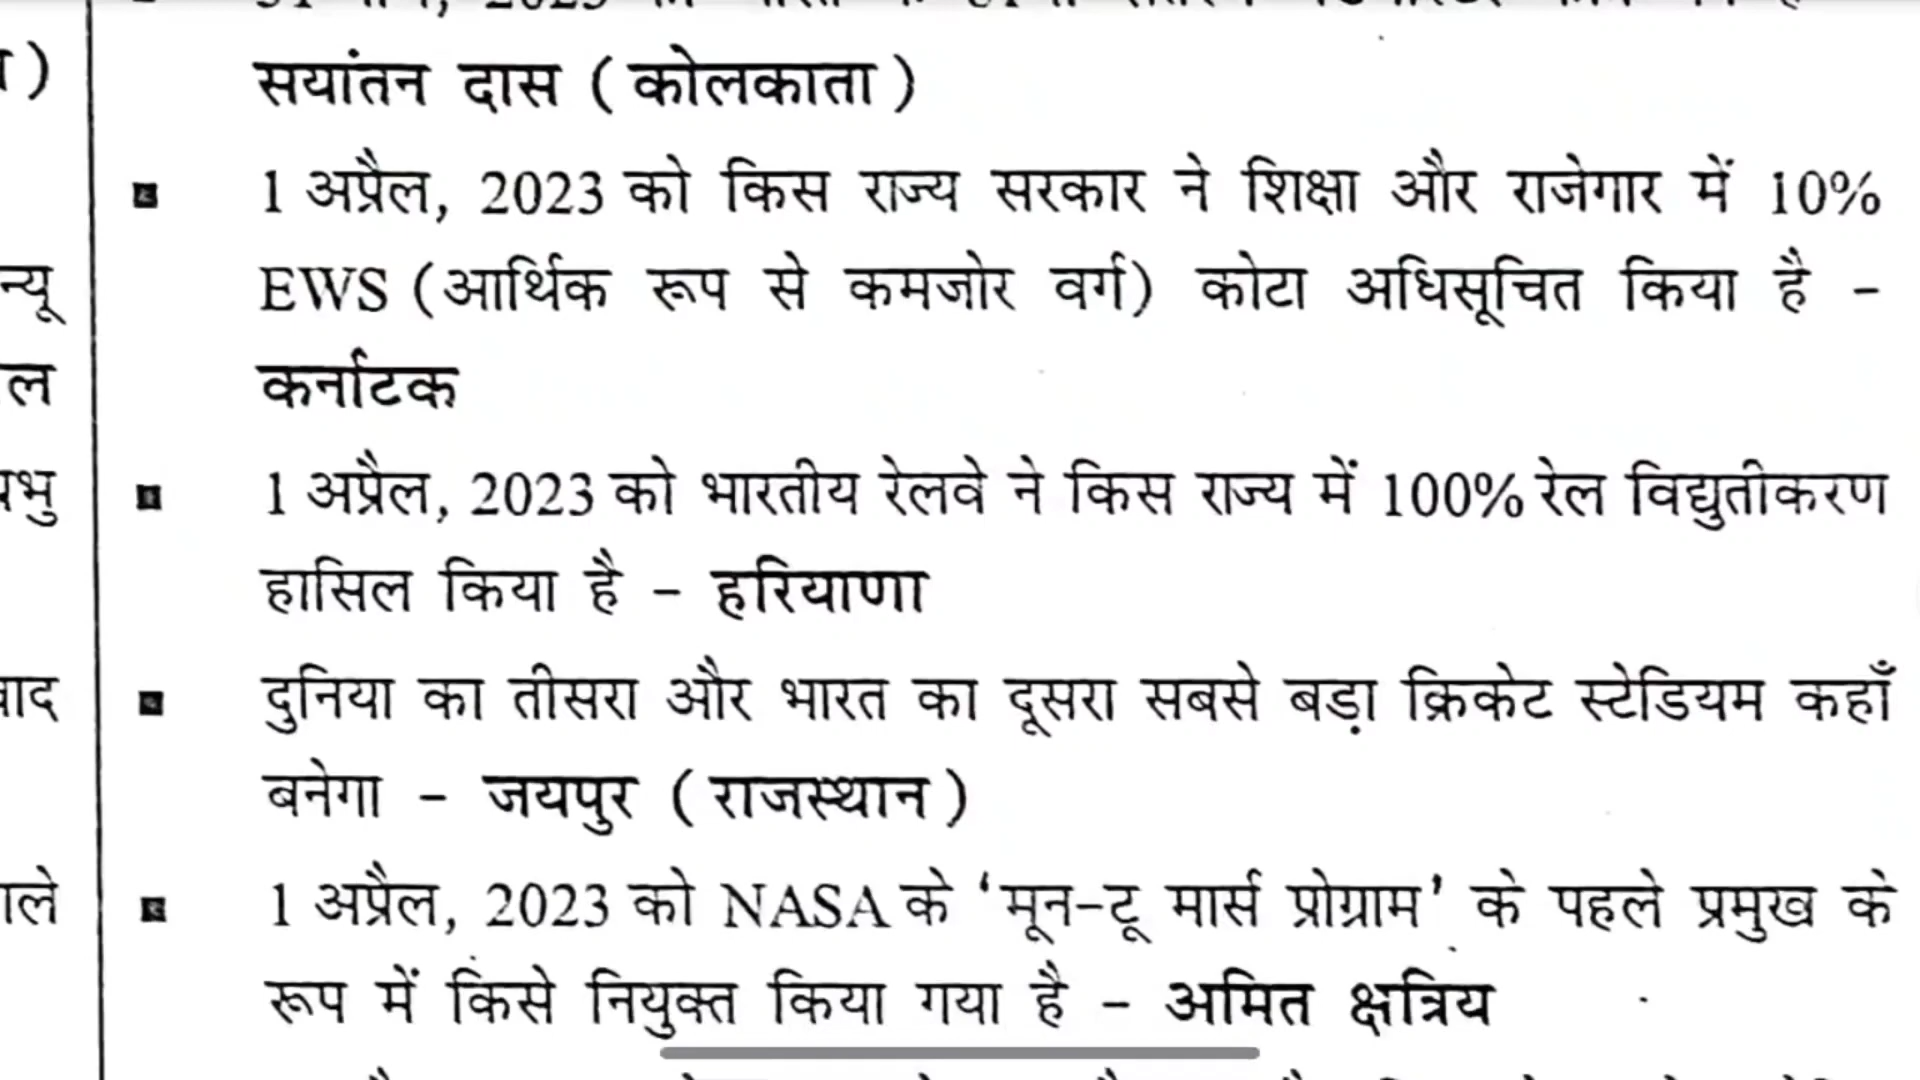 ा)
न्यू
ल
भु
वाद
ाले
सयांतन दास (कोलकाता)
▪ 1 अप्रैल, 2023 को किस राज्य सरकार ने शिक्षा और राजेगार में 10%
EWS (आर्थिक रूप से कमजोर वर्ग) कोटा अधिसूचित किया है -
कर्नाटक
▪ 1 अप्रैल, 2023 को भारतीय रेलवे ने किस राज्य में 100% रेल विद्युतीकरण
हासिल किया है - हरियाणा
▪ दुनिया का तीसरा और भारत का दूसरा सबसे बड़ा क्रिकेट स्टेडियम कहाँ
बनेगा - जयपुर (राजस्थान)
▪ 1 अप्रैल, 2023 को NASA के ‘मून-टू मार्स प्रोग्राम’ के पहले प्रमुख के
रूप में किसे नियुक्त किया गया है - अमित क्षत्रिय